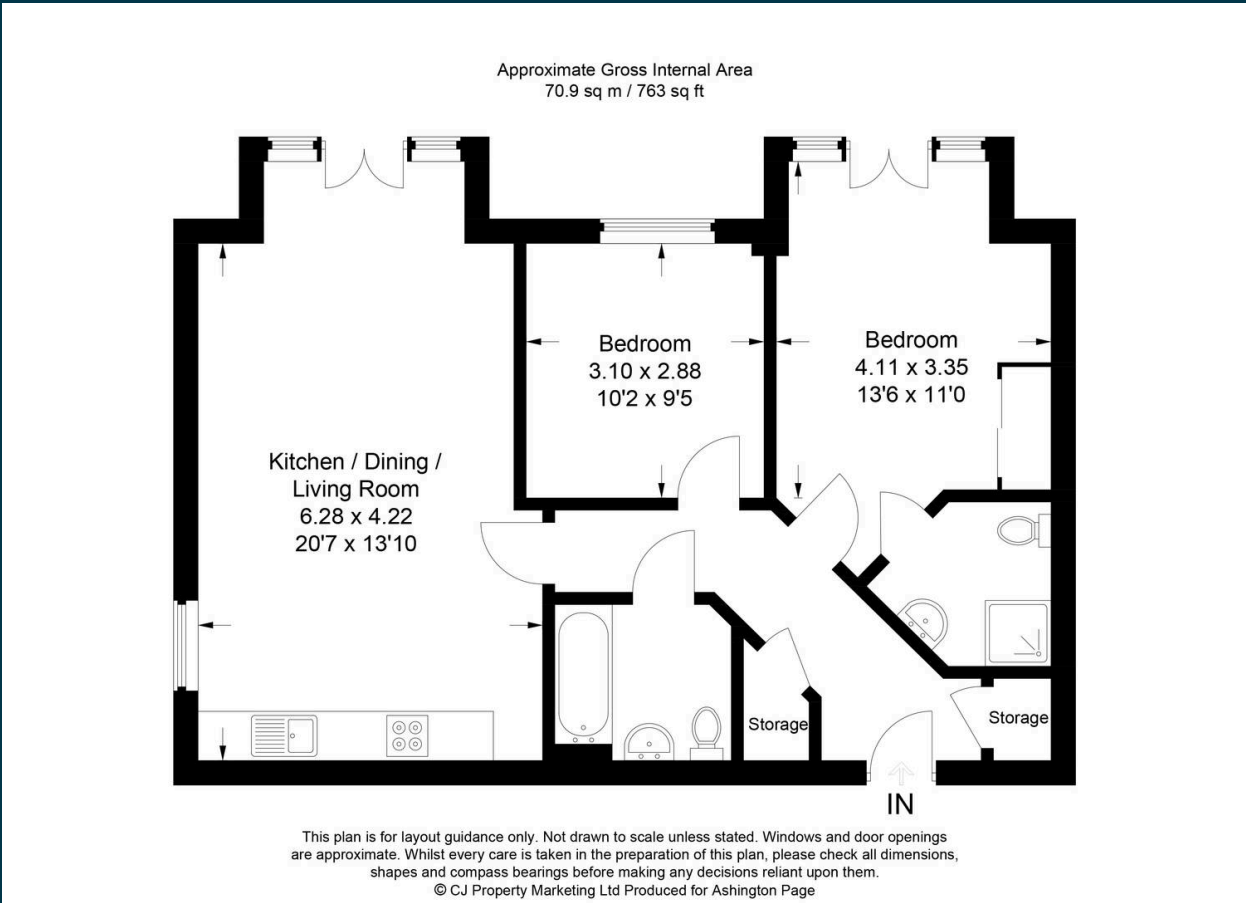 Approximate Gross Internal Area
70.9 sq m / 763 sq ft
Kitchen / Dining /
Living Room
6.28 x 4.22
20'7 x 13'10
Bedroom
3.10 x 2.88
10'2 x 9'5
Bedroom
4.11 x 3.35
13'6 x 11'0
Storage
Storage
IN
This plan is for layout guidance only. Not drawn to scale unless stated. Windows and door openings
are approximate. Whilst every care is taken in the preparation of this plan, please check all dimensions,
shapes and compass bearings before making any decisions reliant upon them.
© CJ Property Marketing Ltd Produced for Ashington Page